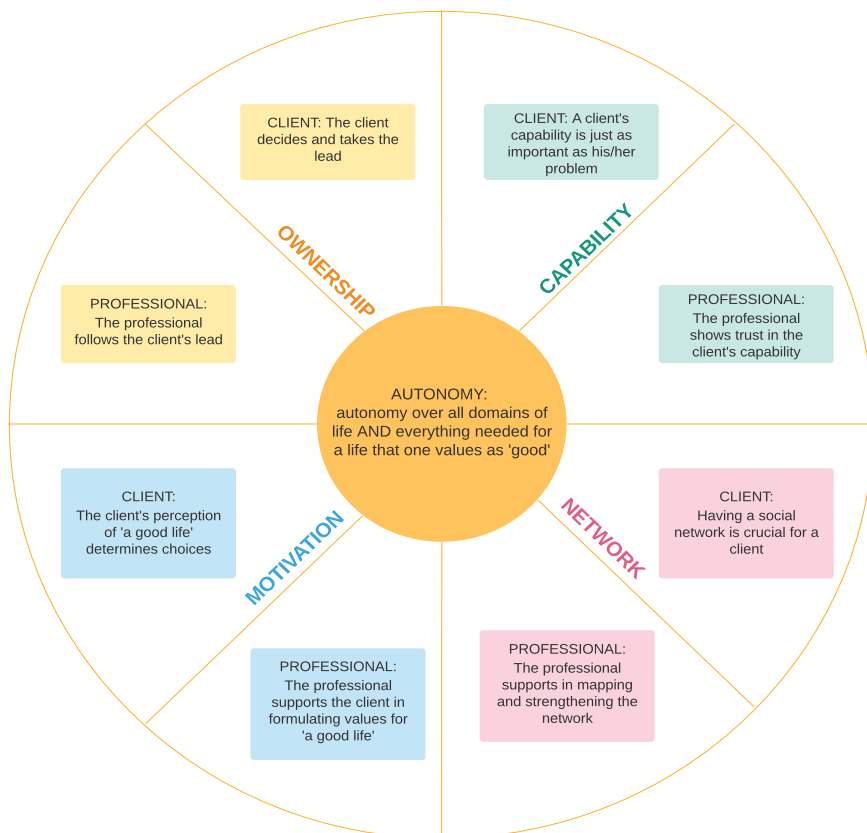 CLIENT: The client
decides and takes the
lead
CLIENT: A client's
capability is just as
important as his/her
problem
OWNERSHIP
CAPABILITY
PROFESSIONAL:
The professional
follows the client's lead
PROFESSIONAL:
The professional
shows trust in the
client's capability
AUTONOMY:
autonomy over all domains of
life AND everything needed for
a life that one values as 'good'
CLIENT:
The client's perception
of 'a good life'
determines choices
MOTIVATION
NETWORK
CLIENT:
Having a social
network is crucial for a
client
PROFESSIONAL:
The professional
supports the client in
formulating values for
'a good life'
PROFESSIONAL:
The professional
supports in mapping
and strengthening the
network